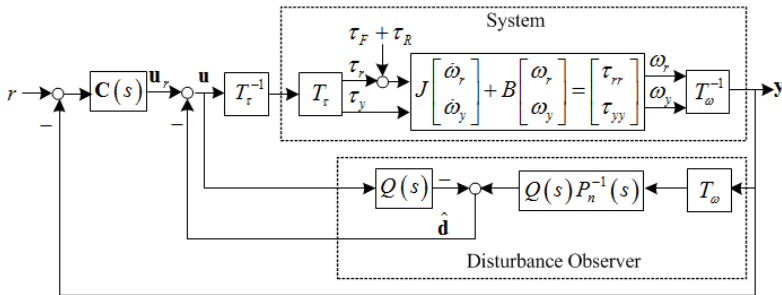 System
τ_F + τ_R
r
−
C(s)
u_r
−
u
T_τ^{-1}
T_τ
τ_r
τ_y
J [ω̇_r ω̇_y] + B [ω_r ω_y] = [τ_rr τ_yy]
ω_r
ω_y
T_ω^{-1}
y
Q(s)
−
Q(s)P_n^{-1}(s)
T_ω
d̂
Disturbance Observer